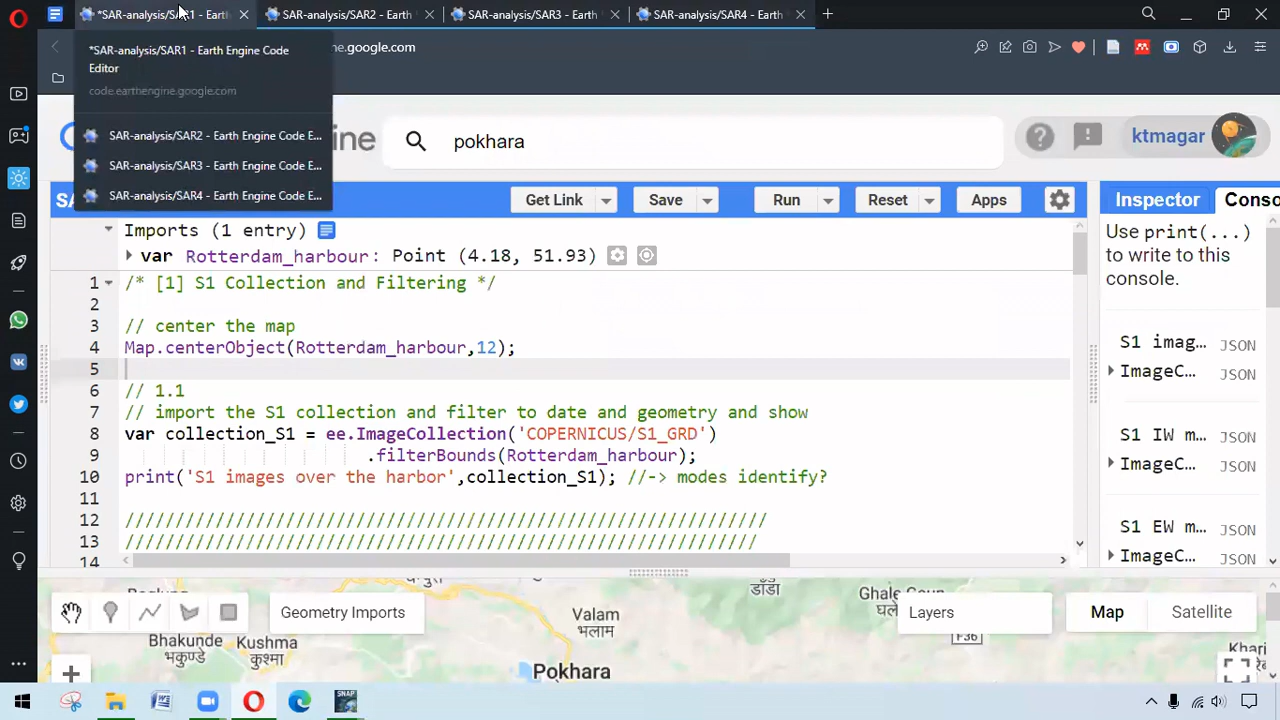 *SAR-analysis/SAR1 - Earth
SAR-analysis/SAR2 - Earth
SAR-analysis/SAR3 - Earth
SAR-analysis/SAR4 - Earth
*SAR-analysis/SAR1 - Earth Engine Code
Editor
code.earthengine.google.com
SAR-analysis/SAR2 - Earth Engine Code E...
SAR-analysis/SAR3 - Earth Engine Code E...
SAR-analysis/SAR4 - Earth Engine Code E...
ne.google.com
ine
pokhara
ktmagar
Get Link
Save
Run
Reset
Apps
Inspector
Conso
Imports (1 entry)
var Rotterdam_harbour: Point (4.18, 51.93)
1 /* [1] S1 Collection and Filtering */
2
3 // center the map
4 Map.centerObject(Rotterdam_harbour,12);
5
6 // 1.1
7 // import the S1 collection and filter to date and geometry and show
8 var collection_S1 = ee.ImageCollection('COPERNICUS/S1_GRD')
9 .filterBounds(Rotterdam_harbour);
10 print('S1 images over the harbor',collection_S1); //-> modes identify?
11
12 ////////////////////////////////////////////////////////////////
13 ///////////////////////////////////////////////////////////////
14
Use print(...)
to write to this
console.
S1 imag... JSON
ImageC... JSON
S1 IW m... JSON
ImageC... JSON
S1 EW m... JSON
ImageC... JSON
Geometry Imports
Layers
Map
Satellite
Valam
भलाम
डाँडा
F36
Bhakunde
भकुण्डे
Kushma
कुश्मा
Pokhara